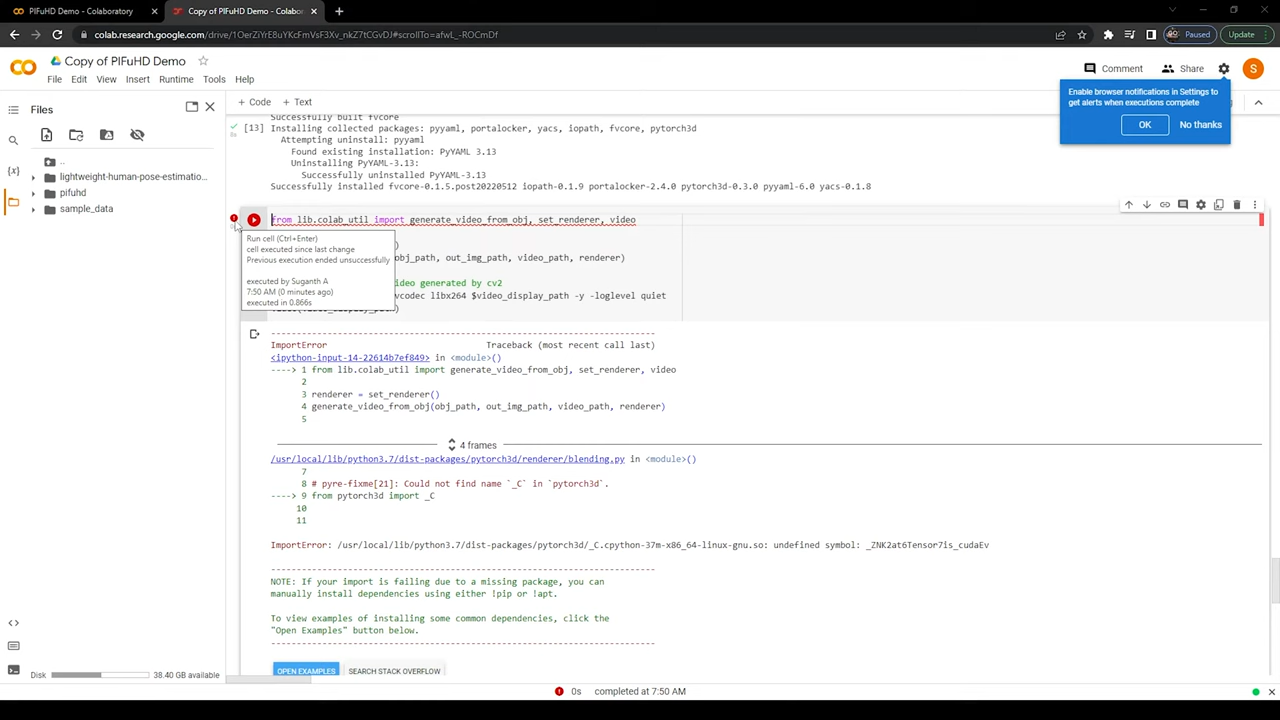 PIFuHD Demo - Colaboratory
Copy of PIFuHD Demo - Colaborat
colab.research.google.com/drive/1OerZiYrE8uYKcFmVsF3Xv_nkZ7tCGvDJ#scrollTo=afwL_-ROCmDf
Paused
Update
Copy of PIFuHD Demo
File Edit View Insert Runtime Tools Help
Comment
Share
S
Enable browser notifications in Settings to
get alerts when executions complete
OK
No thanks
Files
..
lightweight-human-pose-estimatio...
pifuhd
sample_data
+ Code + Text
Successfully built fvcore
[13] Installing collected packages: pyyaml, portalocker, yacs, iopath, fvcore, pytorch3d
Attempting uninstall: pyyaml
Found existing installation: PyYAML 3.13
Uninstalling PyYAML-3.13:
Successfully uninstalled PyYAML-3.13
Successfully installed fvcore-0.1.5.post20220512 iopath-0.1.9 portalocker-2.4.0 pytorch3d-0.3.0 pyyaml-6.0 yacs-0.1.8
from lib.colab_util import generate_video_from_obj, set_renderer, video
Run cell (Ctrl+Enter)
cell executed since last change
Previous execution ended unsuccessfully
executed by Suganth A
7:50 AM (0 minutes ago)
executed in 0.866s
)
obj_path, out_img_path, video_path, renderer)
ideo generated by cv2
vcodec libx264 $video_display_path -y -loglevel quiet
ImportError Traceback (most recent call last)
<ipython-input-14-22614b7ef849> in <module>()
----> 1 from lib.colab_util import generate_video_from_obj, set_renderer, video
2
3 renderer = set_renderer()
4 generate_video_from_obj(obj_path, out_img_path, video_path, renderer)
5
4 frames
/usr/local/lib/python3.7/dist-packages/pytorch3d/renderer/blending.py in <module>()
7
8 # pyre-fixme[21]: Could not find name `_C` in `pytorch3d`.
----> 9 from pytorch3d import _C
10
11
ImportError: /usr/local/lib/python3.7/dist-packages/pytorch3d/_C.cpython-37m-x86_64-linux-gnu.so: undefined symbol: _ZNK2at6Tensor7is_cudaEv
NOTE: If your import is failing due to a missing package, you can
manually install dependencies using either !pip or !apt.
To view examples of installing some common dependencies, click the
"Open Examples" button below.
OPEN EXAMPLES
SEARCH STACK OVERFLOW
Disk
38.40 GB available
0s completed at 7:50 AM